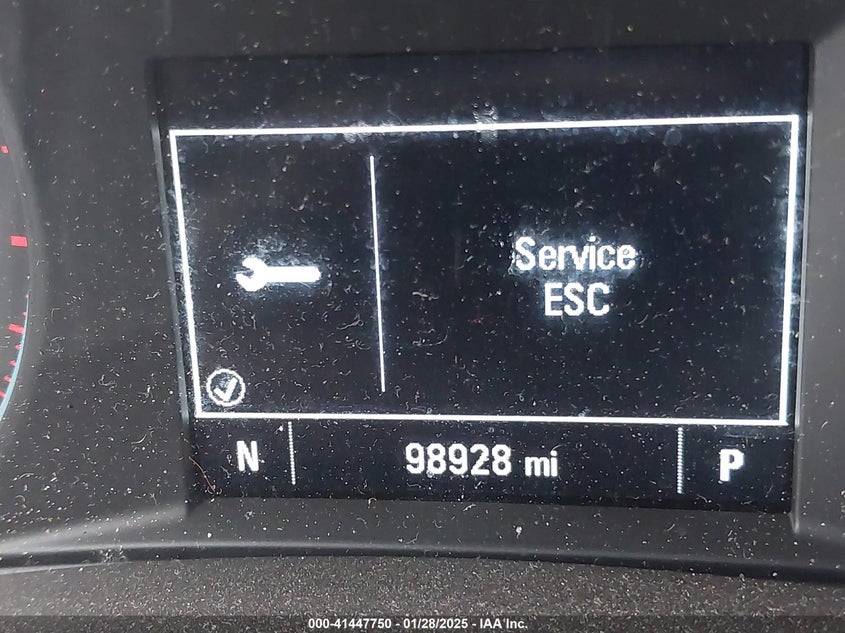 Service
ESC
N 98928 mi P
000-41447750 - 01/28/2025 - IAA Inc.